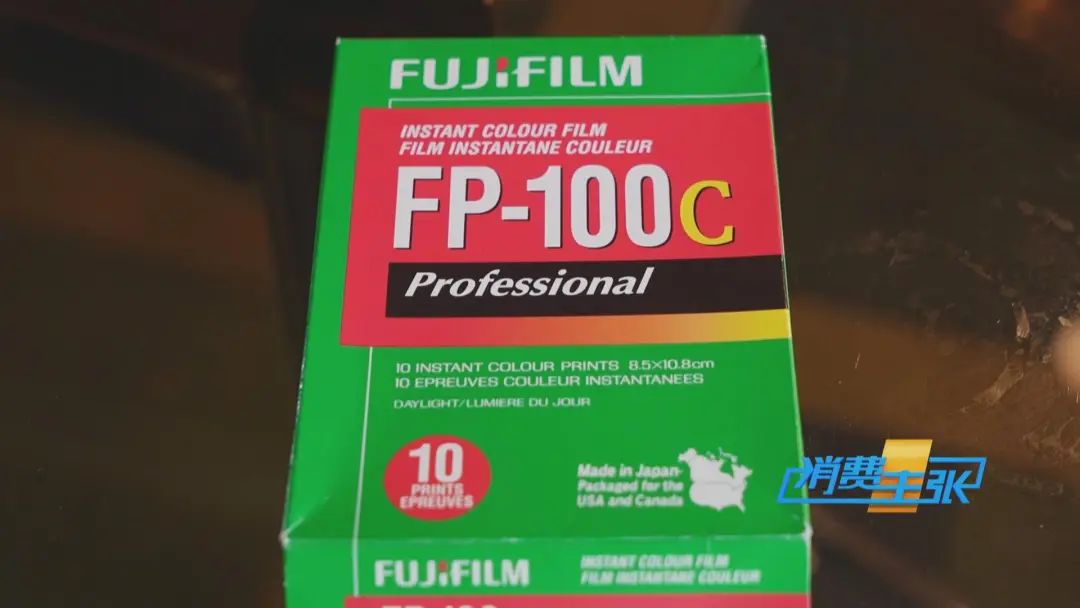 FUJIFILM
INSTANT COLOUR FILM
FILM INSTANTANE COULEUR
FP-100C
Professional
10 INSTANT COLOUR PRINTS 8.5×10.8cm
10 EPREUVES COULEUR INSTANTANEES
DAYLIGHT/LUMIERE DU JOUR
10
PRINTS
EPREUVES
Made in Japan-
Packaged for the
USA and Canada
消费主张
FUJIFILM
INSTANT COLOUR FILM
FILM INSTANTANE COULEUR
FP-100